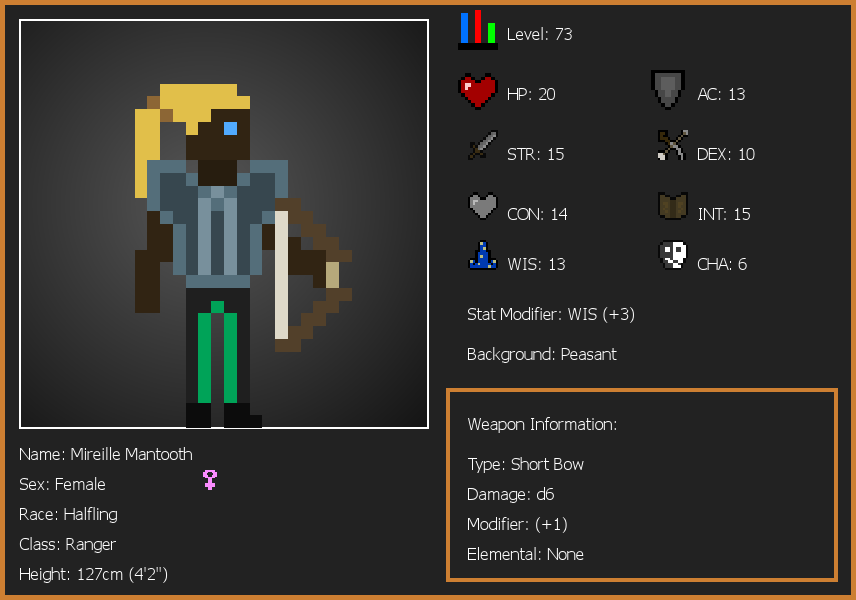 Level: 73
HP: 20
AC: 13
STR: 15
DEX: 10
CON: 14
INT: 15
WIS: 13
CHA: 6
Stat Modifier: WIS (+3)
Background: Peasant
Weapon Information:
Type: Short Bow
Damage: d6
Modifier: (+1)
Elemental: None
Name: Mireille Mantooth
Sex: Female
Race: Halfling
Class: Ranger
Height: 127cm (4'2")